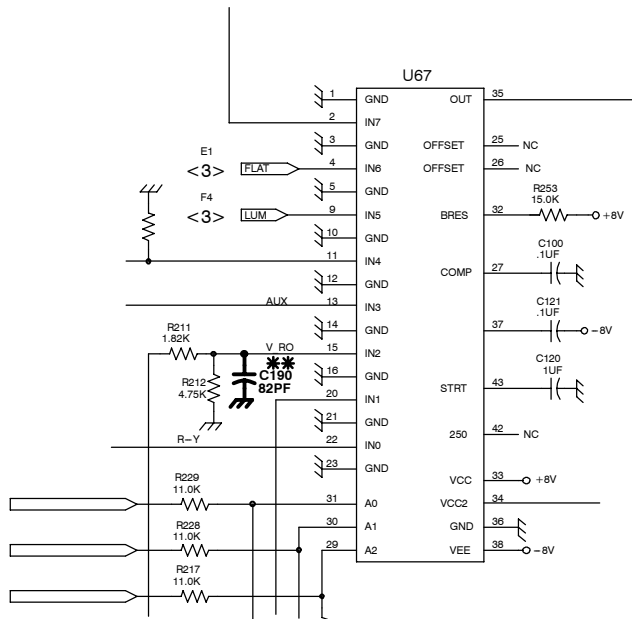 U67
1 GND OUT 35
2 IN7
3 GND OFFSET 25 NC
E1
<3> FLAT 4 IN6 OFFSET 26 NC
5 GND
F4
<3> LUM 9 IN5 BRES 32 R253 15.0K +8V
10 GND
11 IN4 COMP 27 C100 .1UF
12 GND
AUX 13 IN3
14 GND 37 C121 .1UF -8V
R211
1.82K
V_RO 15 IN2
**
R212
4.75K
C190
82PF
16 GND STRT 43 C120 1UF
20 IN1
21 GND 250 42 NC
R-Y 22 IN0
23 GND VCC 33 +8V
R229
11.0K
31 A0 VCC2 34
R228
11.0K
30 A1 GND 36
R217
11.0K
29 A2 VEE 38 -8V